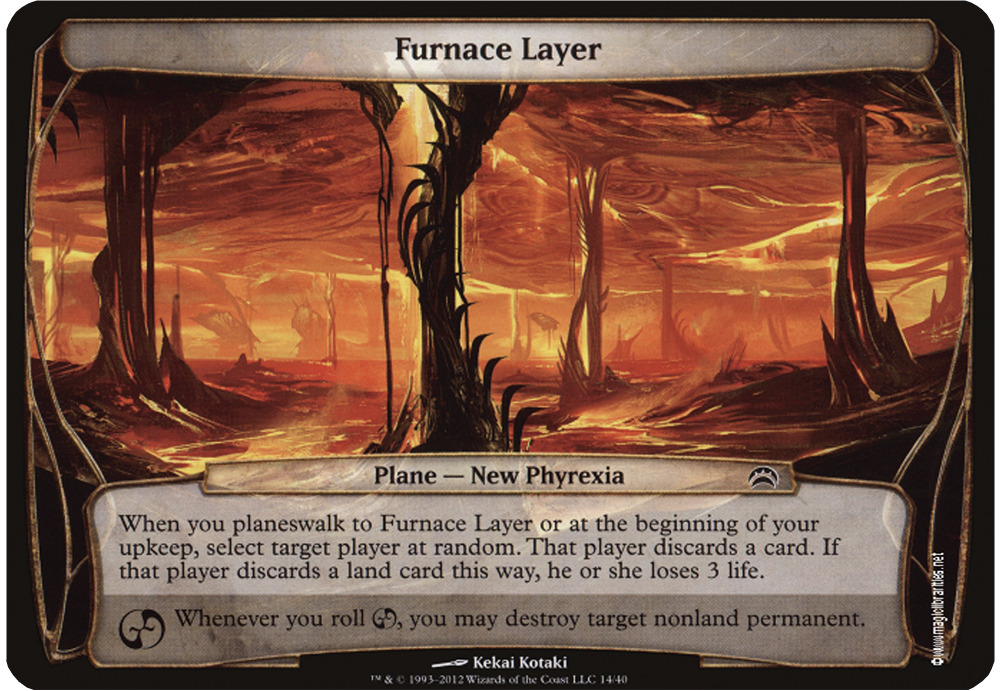 Furnace Layer
Plane — New Phyrexia
When you planeswalk to Furnace Layer or at the beginning of your
upkeep, select target player at random. That player discards a card. If
that player discards a land card this way, he or she loses 3 life.
Whenever you roll , you may destroy target nonland permanent.
Kekai Kotaki
™ & © 1993–2012 Wizards of the Coast LLC 14/40
© www.magiclibrarities.net